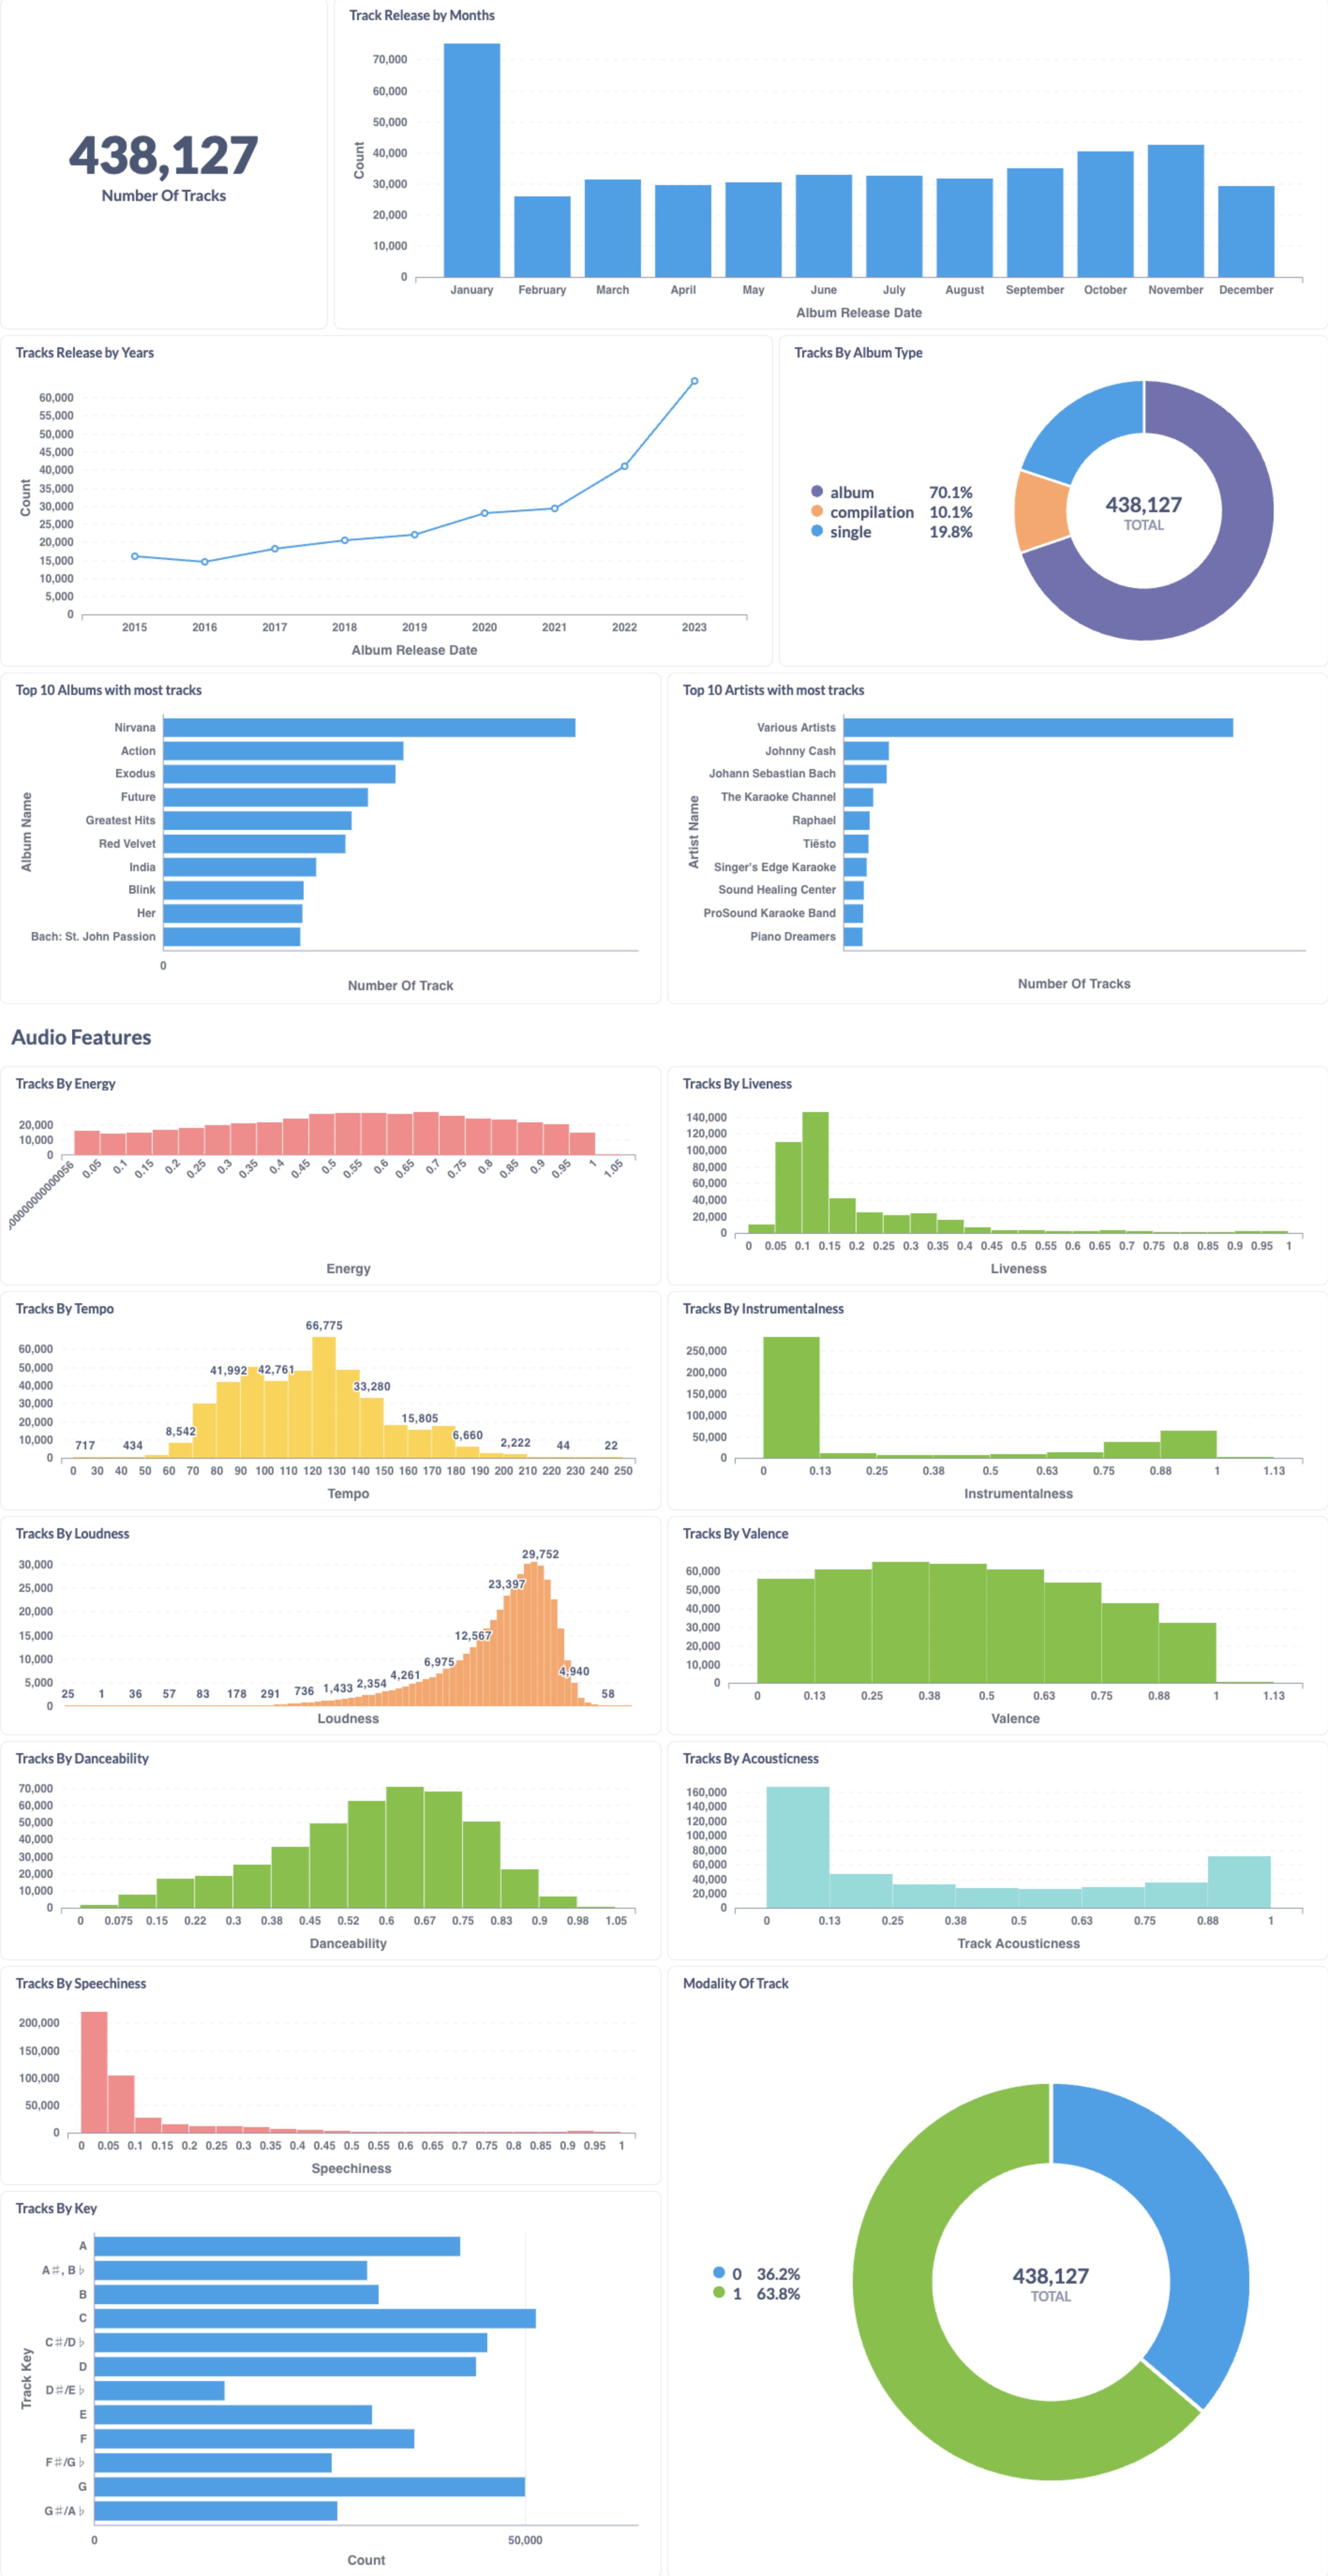 438,127
Number Of Tracks
Track Release by Months
Count
70,000
60,000
50,000
40,000
30,000
20,000
10,000
0
January February March April May June July August September October November December
Album Release Date
Tracks Release by Years
Count
60,000
55,000
50,000
45,000
40,000
35,000
30,000
25,000
20,000
15,000
10,000
5,000
0
2015 2016 2017 2018 2019 2020 2021 2022 2023
Album Release Date
Tracks By Album Type
album 70.1%
compilation 10.1%
single 19.8%
438,127
TOTAL
Top 10 Albums with most tracks
Album Name
Nirvana
Action
Exodus
Future
Greatest Hits
Red Velvet
India
Blink
Her
Bach: St. John Passion
0
Number Of Track
Top 10 Artists with most tracks
Artist Name
Various Artists
Johnny Cash
Johann Sebastian Bach
The Karaoke Channel
Raphael
Tiësto
Singer's Edge Karaoke
Sound Healing Center
ProSound Karaoke Band
Piano Dreamers
Number Of Tracks
Audio Features
Tracks By Energy
20,000
10,000
0
0.05 0.1 0.15 0.2 0.25 0.3 0.35 0.4 0.45 0.5 0.55 0.6 0.65 0.7 0.75 0.8 0.85 0.9 0.95 1 1.05
Energy
Tracks By Liveness
140,000
120,000
100,000
80,000
60,000
40,000
20,000
0
0 0.05 0.1 0.15 0.2 0.25 0.3 0.35 0.4 0.45 0.5 0.55 0.6 0.65 0.7 0.75 0.8 0.85 0.9 0.95 1
Liveness
Tracks By Tempo
60,000
50,000
40,000
30,000
20,000
10,000
0
717 434 8,542 41,992 42,761 66,775 33,280 15,805 6,660 2,222 44 22
0 30 40 50 60 70 80 90 100 110 120 130 140 150 160 170 180 190 200 210 220 230 240 250
Tempo
Tracks By Instrumentalness
250,000
200,000
150,000
100,000
50,000
0
0 0.13 0.25 0.38 0.5 0.63 0.75 0.88 1 1.13
Instrumentalness
Tracks By Loudness
30,000
25,000
20,000
15,000
10,000
5,000
0
25 1 36 57 83 178 291 736 1,433 2,354 4,261 6,975 12,567 23,397 29,752 4,940 58
Loudness
Tracks By Valence
60,000
50,000
40,000
30,000
20,000
10,000
0
0 0.13 0.25 0.38 0.5 0.63 0.75 0.88 1 1.13
Valence
Tracks By Danceability
70,000
60,000
50,000
40,000
30,000
20,000
10,000
0
0 0.075 0.15 0.22 0.3 0.38 0.45 0.52 0.6 0.67 0.75 0.83 0.9 0.98 1.05
Danceability
Tracks By Acousticness
160,000
140,000
120,000
100,000
80,000
60,000
40,000
20,000
0
0 0.13 0.25 0.38 0.5 0.63 0.75 0.88 1
Track Acousticness
Tracks By Speechiness
200,000
150,000
100,000
50,000
0
0 0.05 0.1 0.15 0.2 0.25 0.3 0.35 0.4 0.45 0.5 0.55 0.6 0.65 0.7 0.75 0.8 0.85 0.9 0.95 1
Speechiness
Modality Of Track
0 36.2%
1 63.8%
438,127
TOTAL
Tracks By Key
Track Key
A
A♯, B♭
B
C
C♯/D♭
D
D♯/E♭
E
F
F♯/G♭
G
G♯/A♭
0 50,000
Count